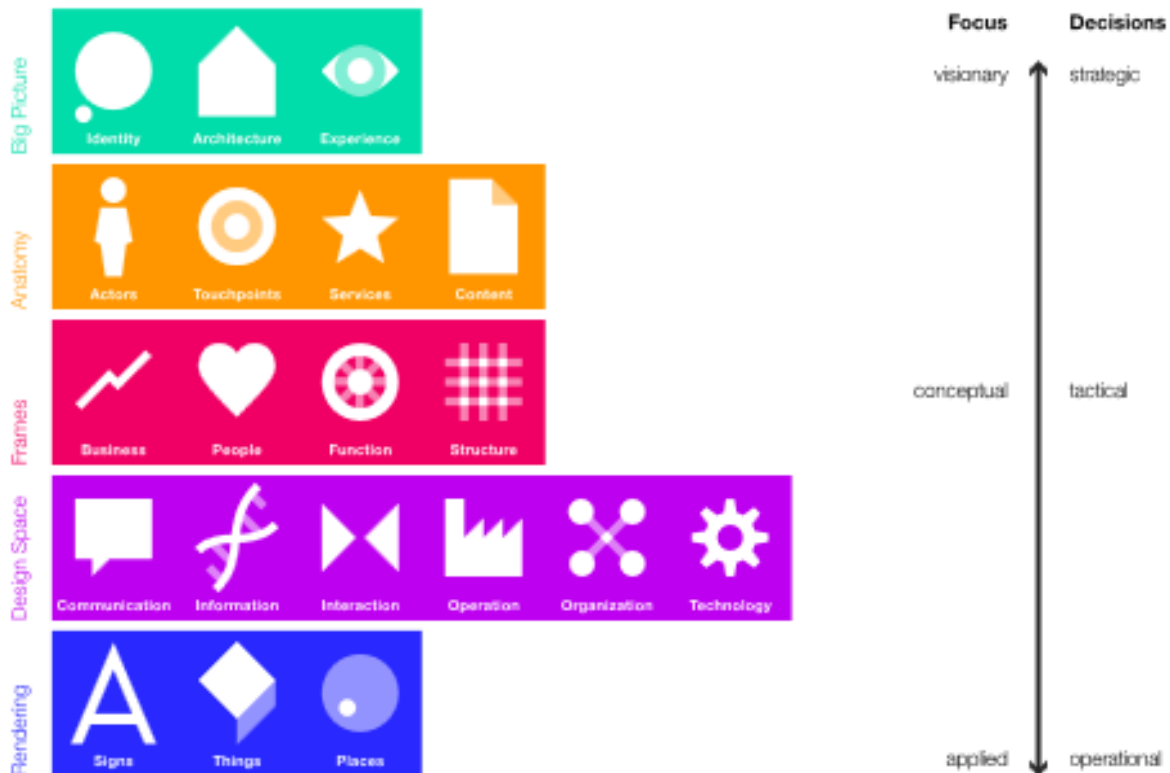 Focus Decisions
visionary strategic
Big Picture
Identity Architecture Experience
Anatomy
Actors Touchpoints Services Content
conceptual tactical
Frames
Business People Function Structure
Design Space
Communication Information Interaction Operation Organization Technology
Rendering
Signs Things Places
applied operational